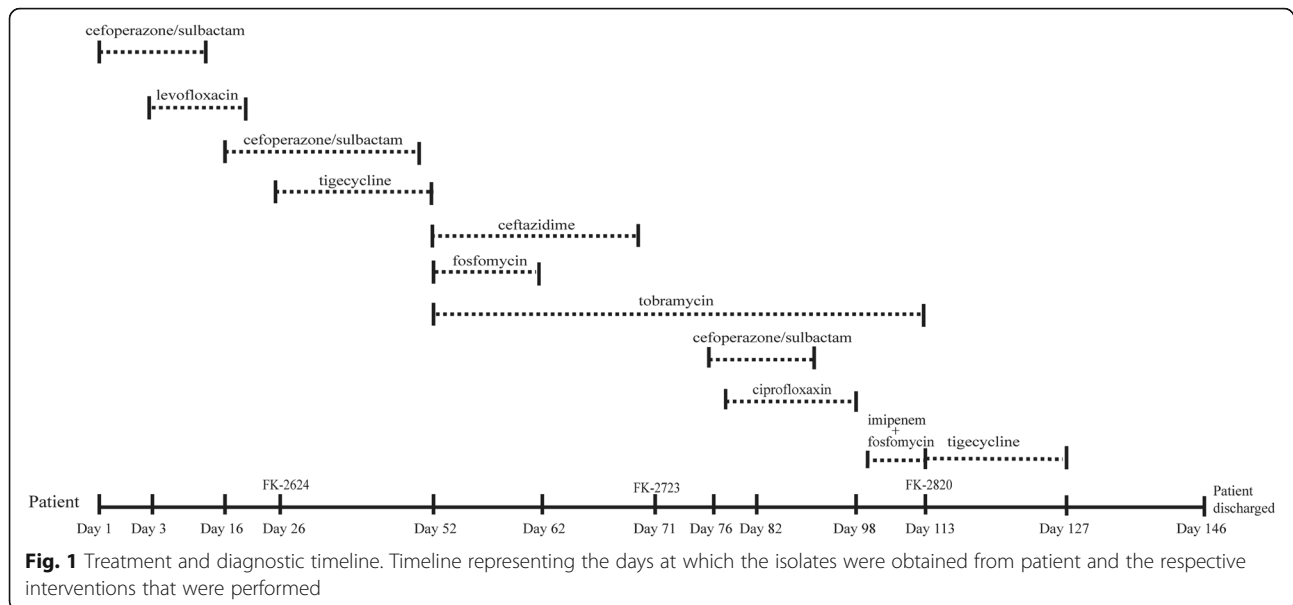 cefoperazone/sulbactam
levofloxacin
cefoperazone/sulbactam
tigecycline
ceftazidime
fosfomycin
tobramycin
cefoperazone/sulbactam
ciprofloxaxin
imipenem
+
fosfomycin
tigecycline
Patient
FK-2624
FK-2723
FK-2820
Patient
discharged
Day 1 Day 3 Day 16 Day 26 Day 52 Day 62 Day 71 Day 76 Day 82 Day 98 Day 113 Day 127 Day 146
Fig. 1 Treatment and diagnostic timeline. Timeline representing the days at which the isolates were obtained from patient and the respective
interventions that were performed